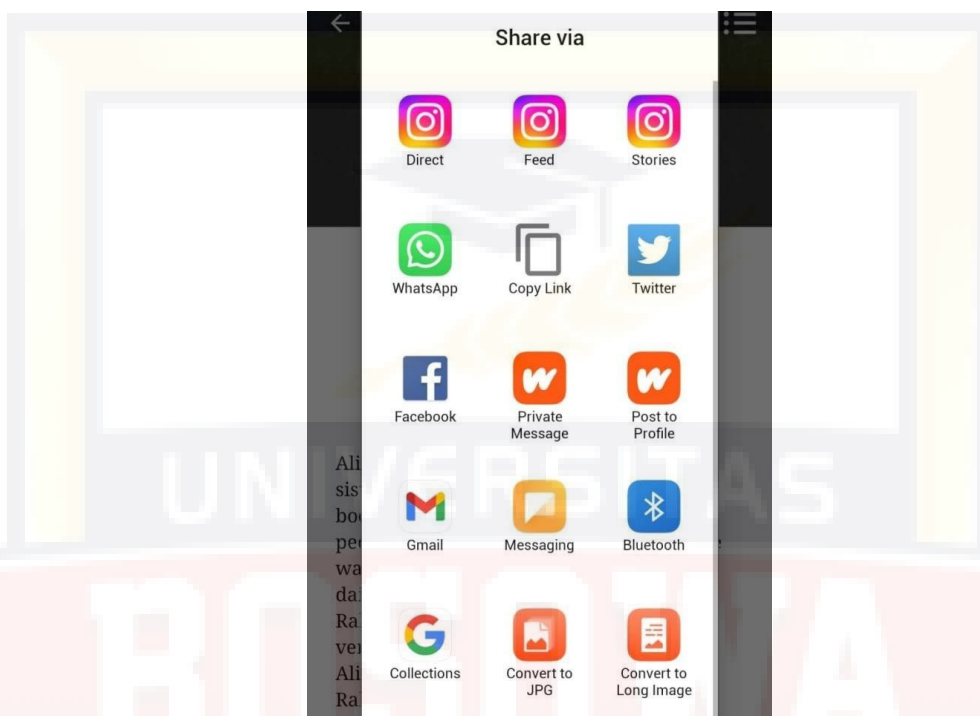 Share via
Direct Feed Stories
WhatsApp Copy Link Twitter
Facebook Private Message Post to Profile
Gmail Messaging Bluetooth
Collections Convert to JPG Convert to Long Image
UNIVERSITAS
BOSOWA